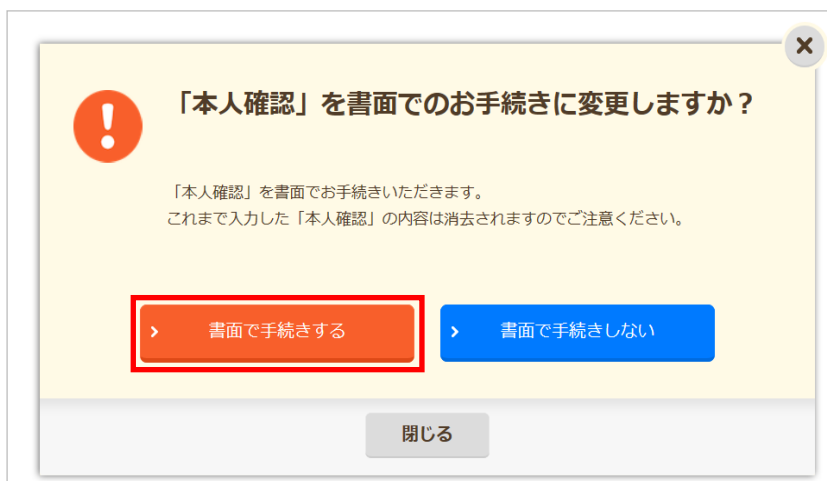 「本人確認」を書面でのお手続きに変更しますか？
「本人確認」を書面でお手続きいただきます。
これまで入力した「本人確認」の内容は消去されますのでご注意ください。
書面で手続きする
書面で手続きしない
閉じる